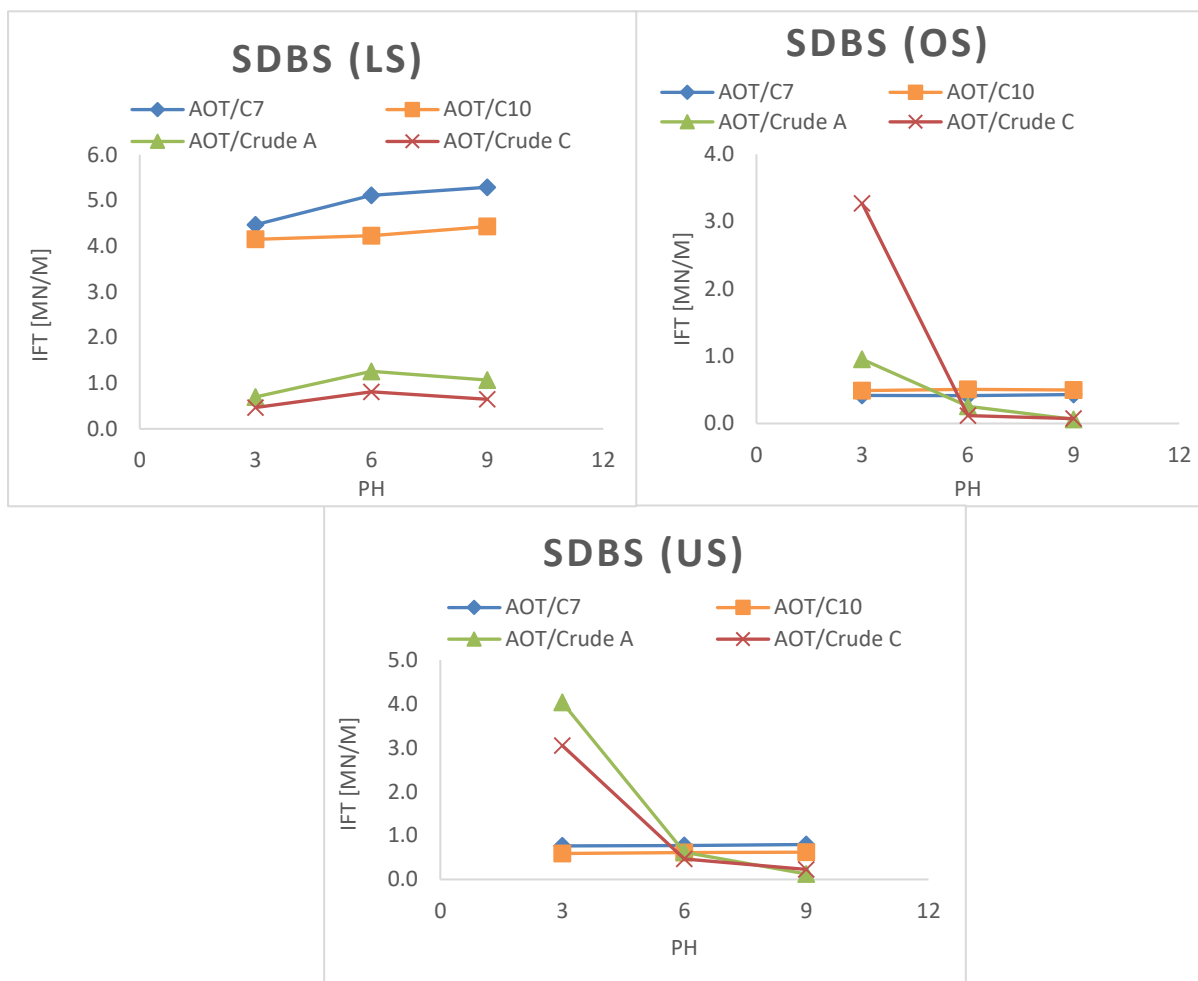 SDBS (LS)
AOT/C7 AOT/C10
AOT/Crude A AOT/Crude C
6.0
5.0
4.0
3.0
2.0
1.0
0.0
0 3 6 9 12
IFT [MN/M]
PH
SDBS (OS)
AOT/C7 AOT/C10
AOT/Crude A AOT/Crude C
4.0
3.0
2.0
1.0
0.0
0 3 6 9 12
IFT [MN/M]
PH
SDBS (US)
AOT/C7 AOT/C10
AOT/Crude A AOT/Crude C
5.0
4.0
3.0
2.0
1.0
0.0
0 3 6 9 12
IFT [MN/M]
PH